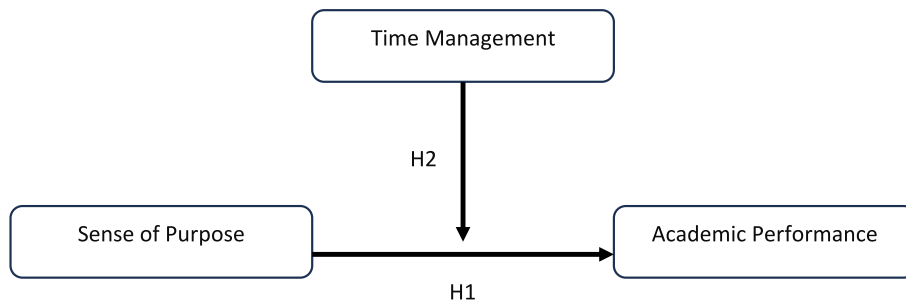 Time Management
H2
Sense of Purpose
Academic Performance
H1